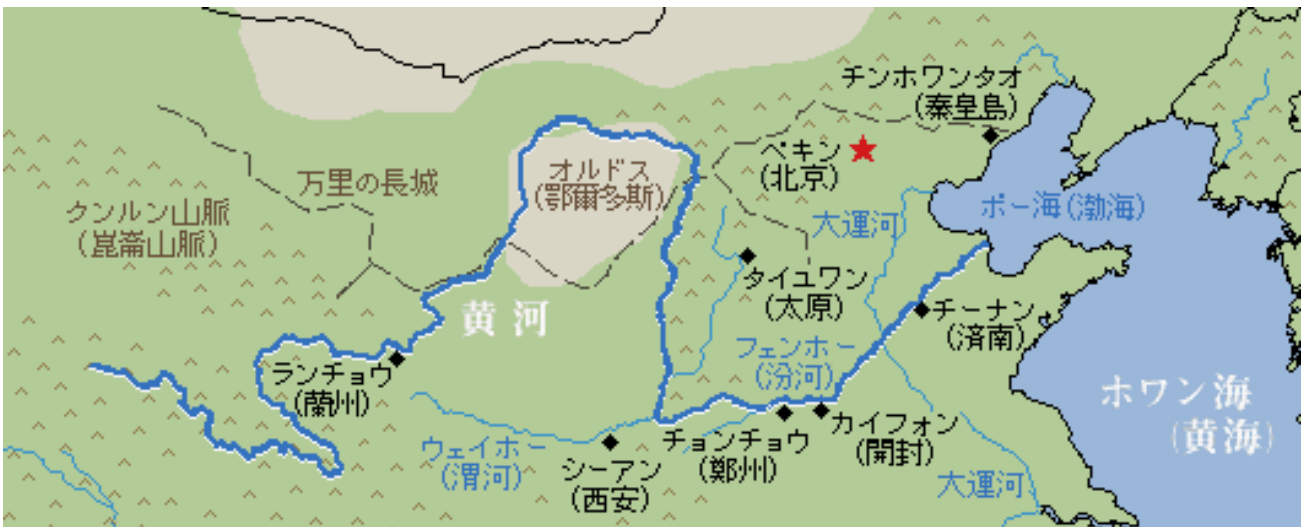 チンホワンタオ
(秦皇島)
ペキン
(北京)
オルドス
(鄂爾多斯)
万里の長城
クンルン山脈
(崑崙山脈)
大運河
ボー海(渤海)
タイユワン
(太原)
黄河
チーナン
(済南)
フェンホー
(汾河)
ランチョウ
(蘭州)
ホワン海
(黄海)
ウェイホー
(渭河)
シーアン
(西安)
チョンチョウ
(鄭州)
カイフォン
(開封)
大運河